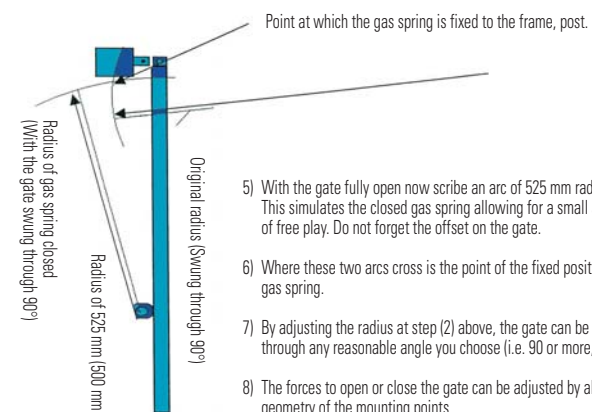 Point at which the gas spring is fixed to the frame, post.
Radius of gas spring closed
(With the gate swung through 90°)
Radius of 525 mm (500 mm
Original radius (Swung through 90°)
5) With the gate fully open now scribe an arc of 525 mm rad
This simulates the closed gas spring allowing for a small
of free play. Do not forget the offset on the gate.
6) Where these two arcs cross is the point of the fixed posit
gas spring.
7) By adjusting the radius at step (2) above, the gate can be
through any reasonable angle you choose (i.e. 90 or more,
8) The forces to open or close the gate can be adjusted by al
geometry of the mounting points.